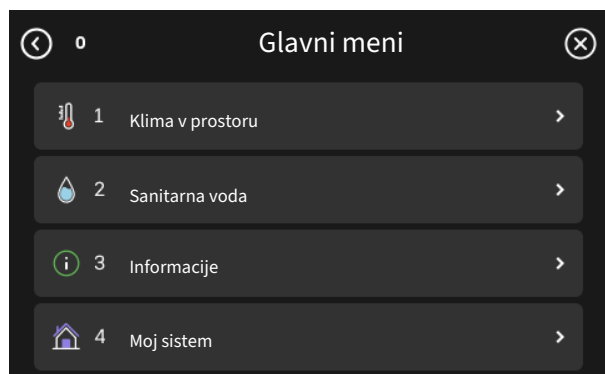 0 Glavni meni
1 Klima v prostoru
2 Sanitarna voda
3 Informacije
4 Moj sistem